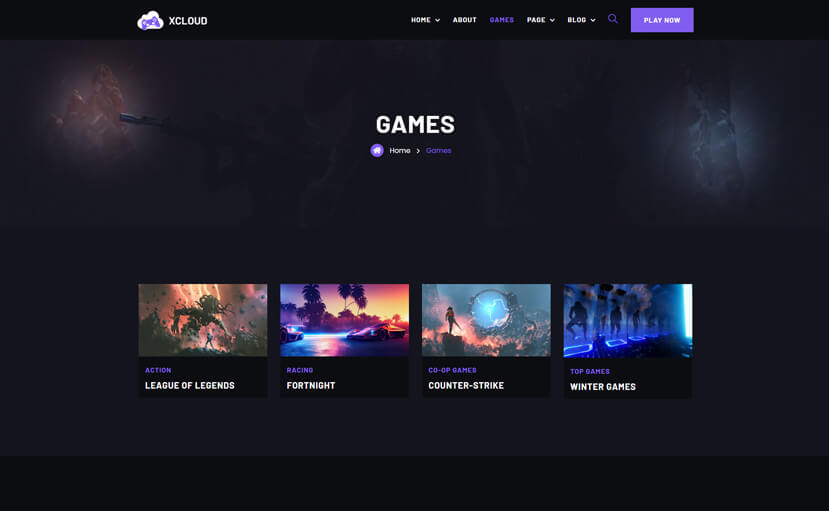 XCLOUD
HOME ABOUT GAMES PAGE BLOG PLAY NOW
GAMES
Home > Games
ACTION
LEAGUE OF LEGENDS
RACING
FORTNIGHT
CO-OP GAMES
COUNTER-STRIKE
TOP GAMES
WINTER GAMES